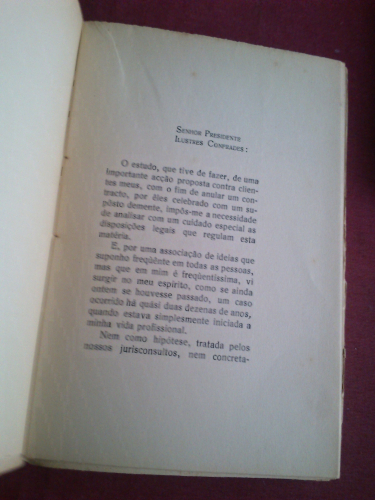 SENHOR PRESIDENTE
ILUSTRES CONFRADES:
O estudo, que tive de fazer, de uma
importante acção proposta contra clien-
tes meus, com o fim de anular um con-
tracto, por êles celebrado com um su-
pôsto demente, impôs-me a necessidade
de analisar com um cuidado especial as
disposições legais que regulam esta
matéria.
E, por uma associação de ideias que
suponho freqüente em todas as pessoas,
mas que em mim é freqüentíssima, vi
surgir no meu espírito, como se ainda
ontem se houvesse passado, um caso
ocorrido há quási duas dezenas de anos,
quando estava simplesmente iniciada a
minha vida profissional.
Nem como hipótese, tratada pelos
nossos jurisconsultos, nem concreta-